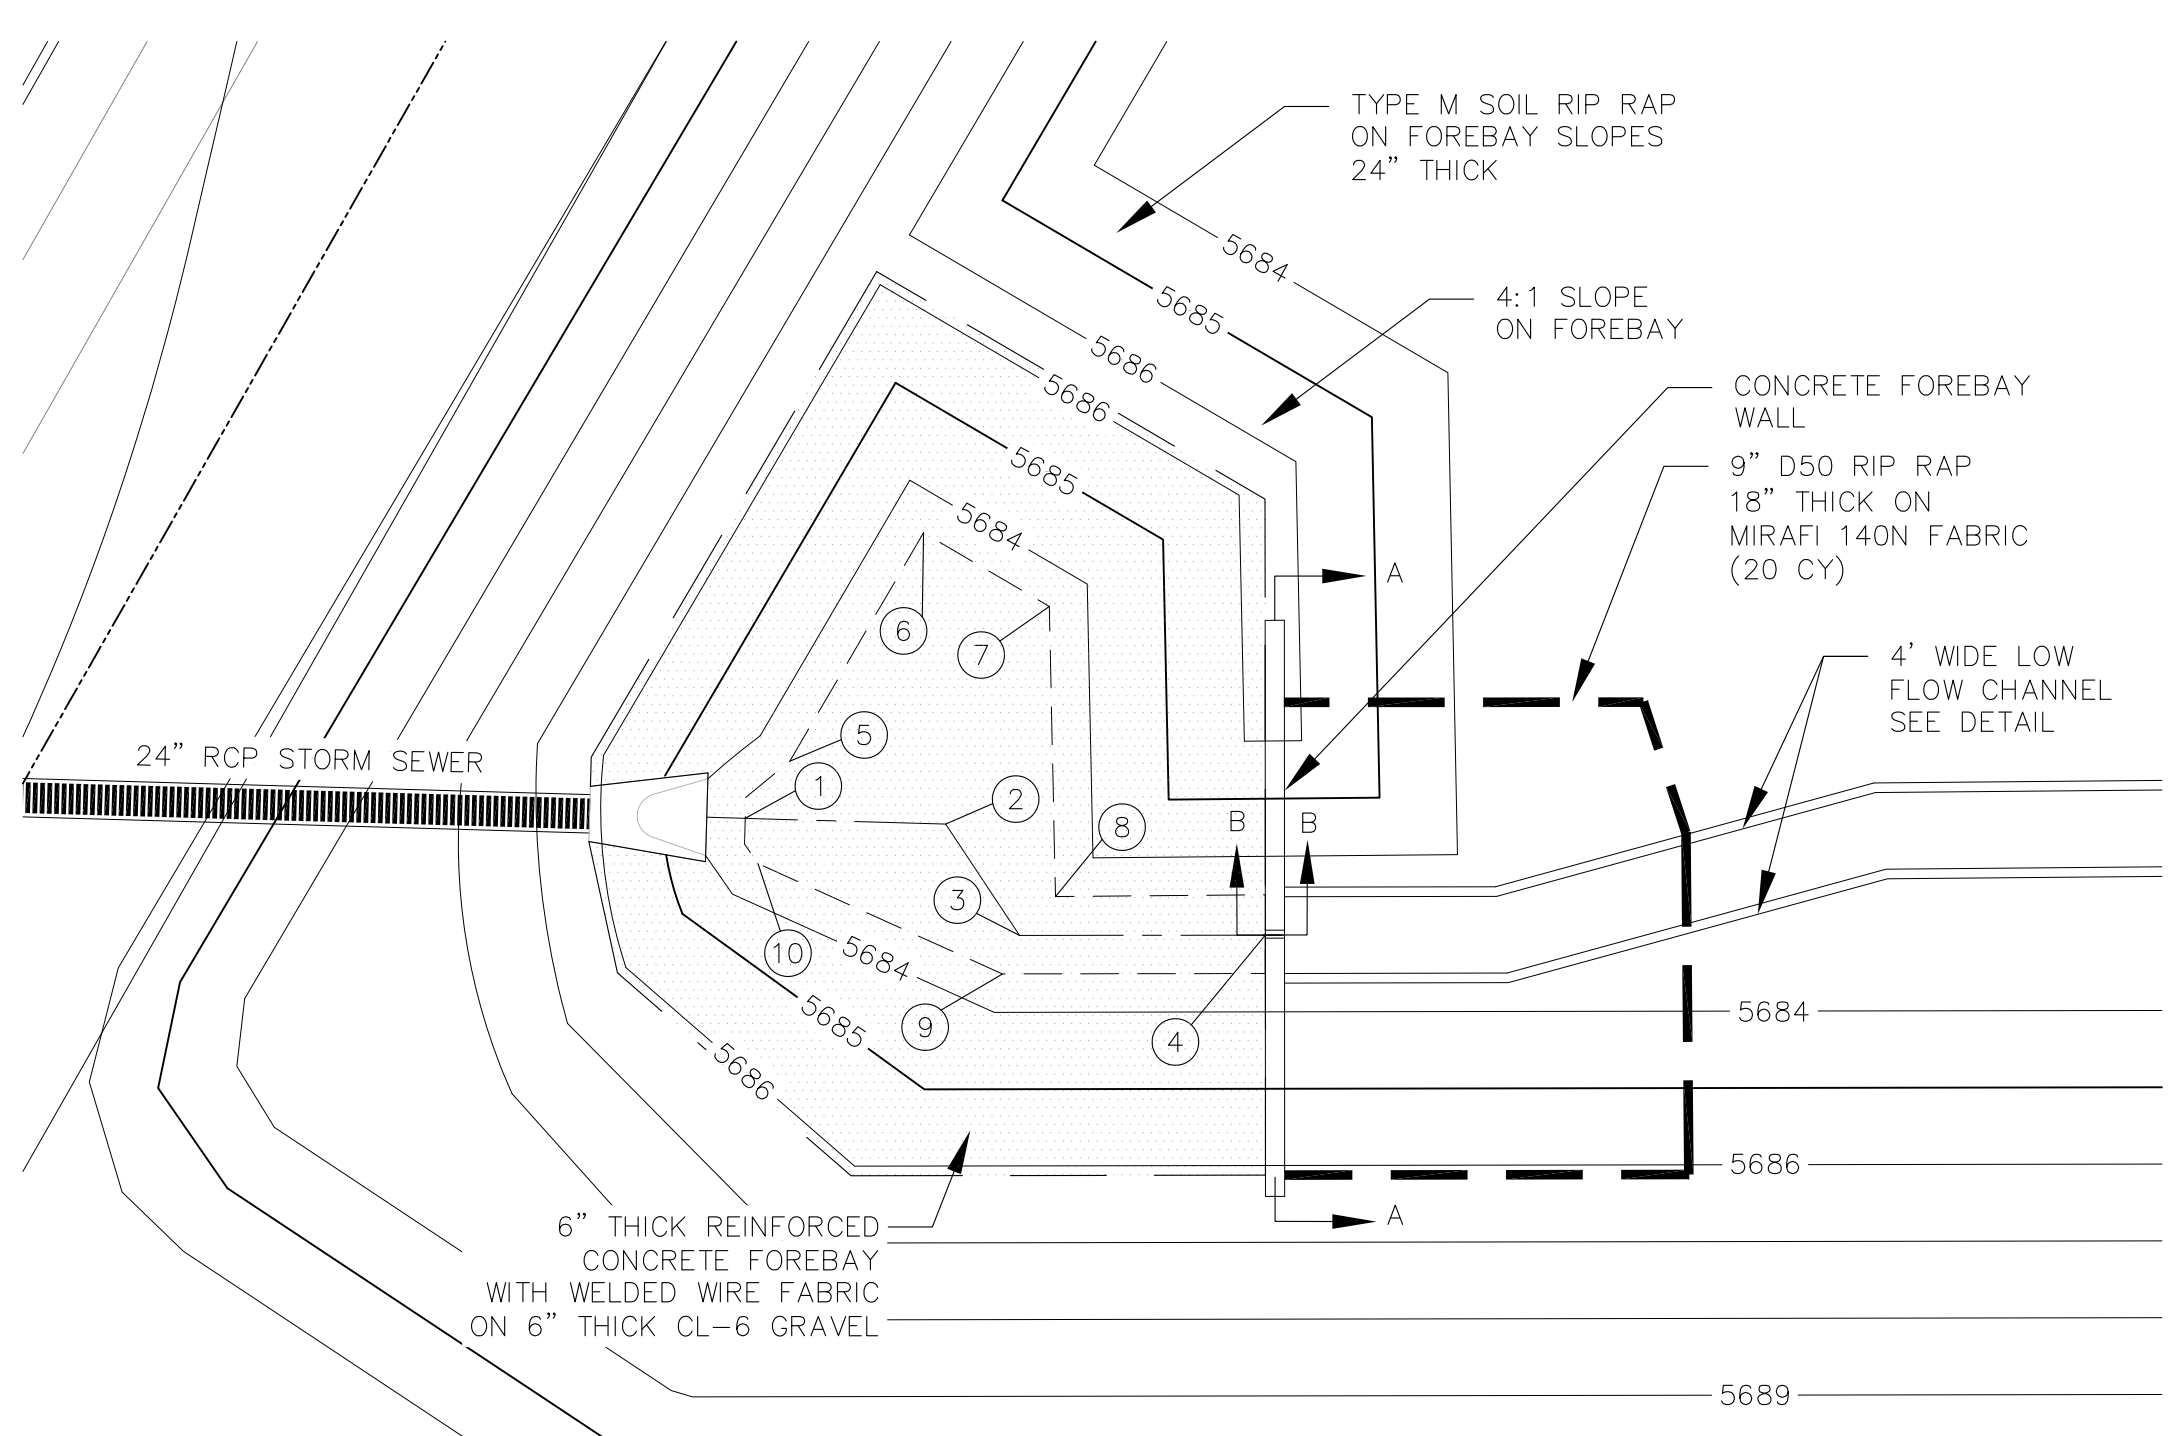 TYPE M SOIL RIP RAP
ON FOREBAY SLOPES
24" THICK
5684
4:1 SLOPE
ON FOREBAY
5685
5686
5686
CONCRETE FOREBAY
WALL
5685
9" D50 RIP RAP
18" THICK ON
MIRAFI 140N FABRIC
(20 CY)
5684
A
6
7
4' WIDE LOW
FLOW CHANNEL
SEE DETAIL
5
24" RCP STORM SEWER
1
2
8
B
B
3
10
5684
9
5685
4
5684
5686
5686
A
6" THICK REINFORCED
CONCRETE FOREBAY
WITH WELDED WIRE FABRIC
ON 6" THICK CL-6 GRAVEL
5689